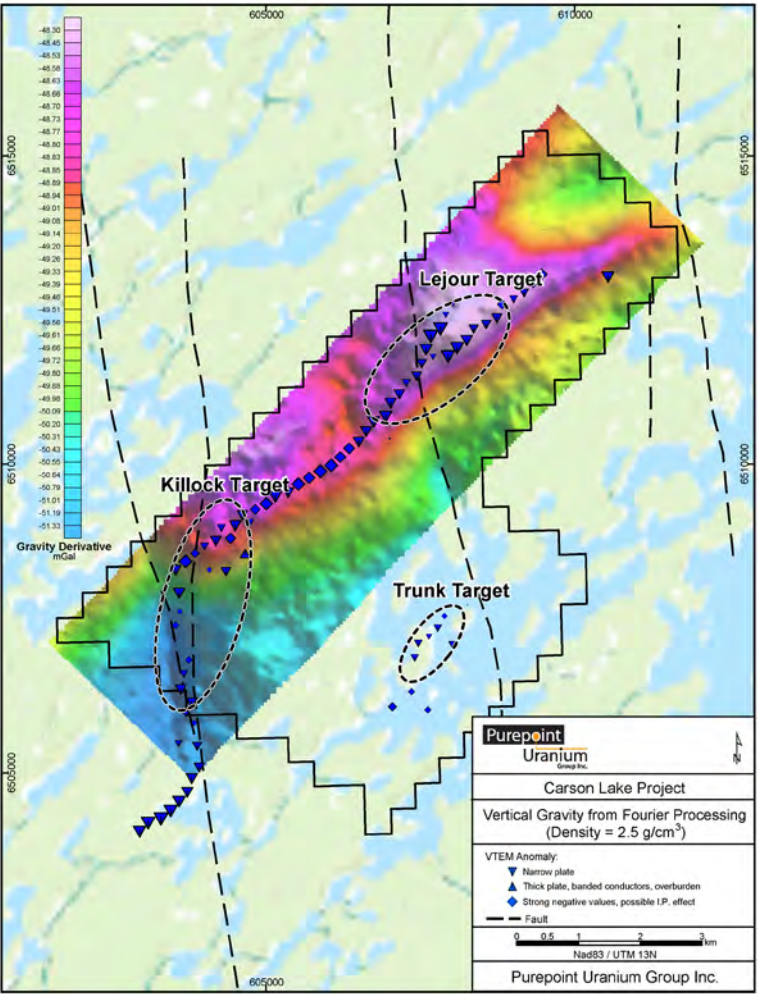 605000
610000
-48.30
-48.45
-48.53
-48.58
-48.63
-48.66
-48.70
-48.73
-48.77
-48.80
-48.83
-48.85
-48.89
-48.94
-49.01
-49.08
-49.14
-49.20
-49.26
-49.33
-49.39
-49.46
-49.51
-49.56
-49.61
-49.66
-49.72
-49.80
-49.88
-49.98
-50.09
-50.20
-50.31
-50.43
-50.55
-50.64
-50.79
-51.01
-51.19
-51.33
Gravity Derivative
mGal
6515000
6515000
Lejour Target
6510000
6510000
Killock Target
Trunk Target
6505000
Purepoint
Uranium
Group Inc.
N
Carson Lake Project
Vertical Gravity from Fourier Processing
(Density = 2.5 g/cm³)
VTEM Anomaly:
Narrow plate
Thick plate, banded conductors, overburden
Strong negative values, possible I.P. effect
Fault
0 0.5 1 2 3
km
Nad83 / UTM 13N
Purepoint Uranium Group Inc.
605000